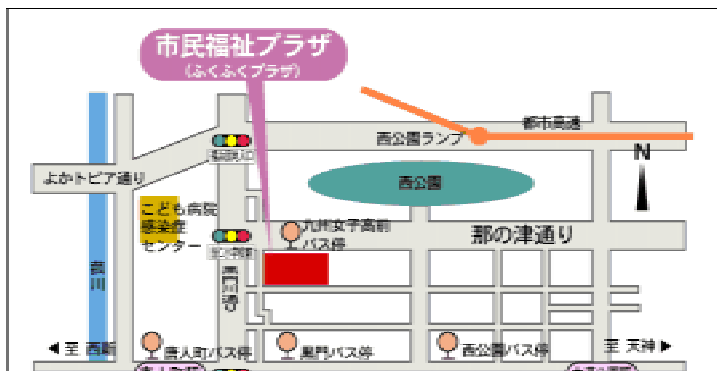 市民福祉プラザ
(ふくふくプラザ)
都市高速
西公園ランプ
N
よかトピア通り
西公園
こども病院
感染症
センター
九州女子高前
バス停
那の津通り
黒門川通り
◀至 西新
唐人町バス停
黒門バス停
西公園バス停
至 天神▶